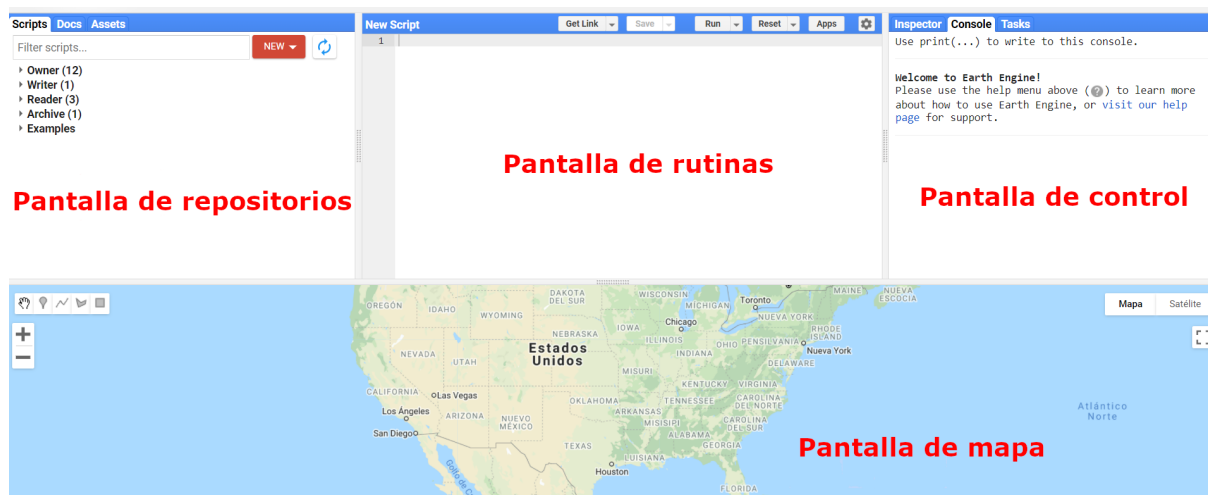 Scripts Docs Assets
Filter scripts...
NEW
Owner (12)
Writer (1)
Reader (3)
Archive (1)
Examples
Pantalla de repositorios
New Script
Get Link Save Run Reset Apps
1
Pantalla de rutinas
Inspector Console Tasks
Use print(...) to write to this console.
Welcome to Earth Engine!
Please use the help menu above (?) to learn more
about how to use Earth Engine, or visit our help
page for support.
Pantalla de control
Mapa Satélite
OREGÓN
IDAHO
WYOMING
DAKOTA
DEL SUR
WISCONSIN
MICHIGAN
Toronto
MAINE
NUEVA
ESCOCIA
NUEVA YORK
Chicago
IOWA
NEBRASKA
ILLINOIS
INDIANA
OHIO
PENSILVANIA
RHODE
ISLAND
Nueva York
Estados
Unidos
NEVADA
UTAH
MISURI
DELAWARE
KENTUCKY
VIRGINIA
CALIFORNIA
Las Vegas
OKLAHOMA
TENNESSEE
CAROLINA
DEL NORTE
Atlántico
Norte
Los Ángeles
ARIZONA
NUEVO
MÉXICO
ARKANSAS
MISISIPI
CAROLINA
DEL SUR
San Diego
ALABAMA
GEORGIA
TEXAS
LUISIANA
Houston
FLORIDA
Golfo de C
Pantalla de mapa